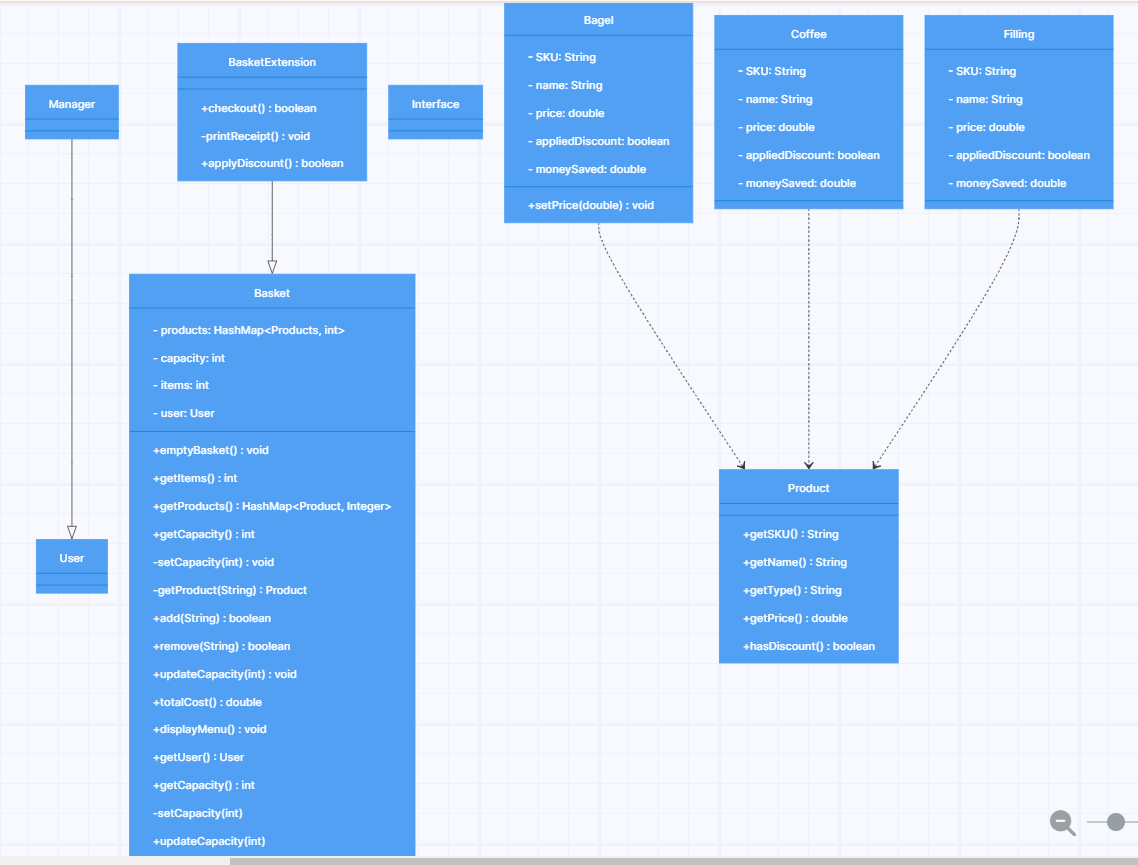 Manager
BasketExtension
+checkout() : boolean
-printReceipt() : void
+applyDiscount() : boolean
Interface
Bagel
- SKU: String
- name: String
- price: double
- appliedDiscount: boolean
- moneySaved: double
+setPrice(double) : void
Coffee
- SKU: String
- name: String
- price: double
- appliedDiscount: boolean
- moneySaved: double
Filling
- SKU: String
- name: String
- price: double
- appliedDiscount: boolean
- moneySaved: double
Basket
- products: HashMap<Products, int>
- capacity: int
- items: int
- user: User
+emptyBasket() : void
+getItems() : int
+getProducts() : HashMap<Product, Integer>
+getCapacity() : int
-setCapacity(int) : void
-getProduct(String) : Product
+add(String) : boolean
+remove(String) : boolean
+updateCapacity(int) : void
+totalCost() : double
+displayMenu() : void
+getUser() : User
+getCapacity() : int
-setCapacity(int)
+updateCapacity(int)
User
Product
+getSKU() : String
+getName() : String
+getType() : String
+getPrice() : double
+hasDiscount() : boolean